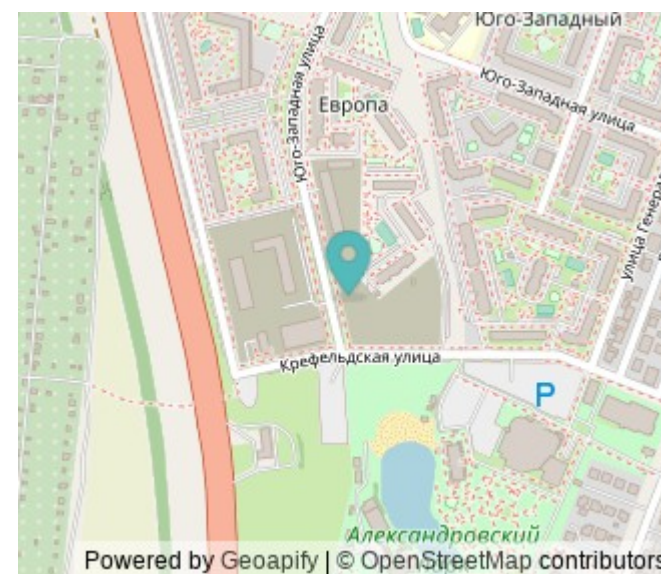 Юго-Западный
Юго-Западная улица
Европа
Юго-Западная улица
улица Генера
Крефельдская улица
P
Александровский
Powered by Geoapify | © OpenStreetMap contributors